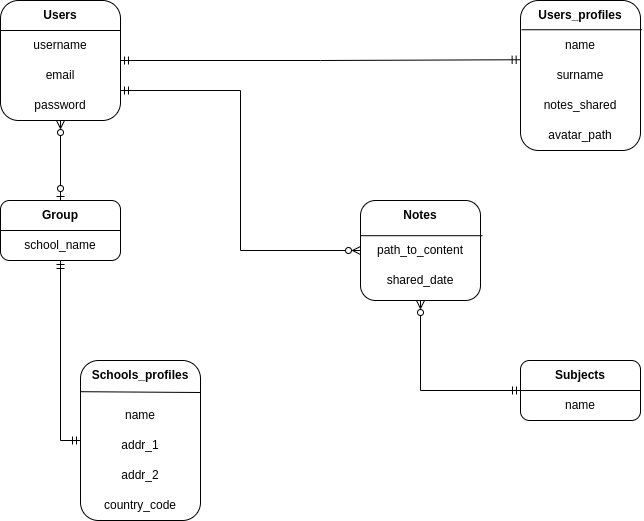 Users
username
email
password
Users_profiles
name
surname
notes_shared
avatar_path
Group
school_name
Notes
path_to_content
shared_date
Schools_profiles
name
addr_1
addr_2
country_code
Subjects
name